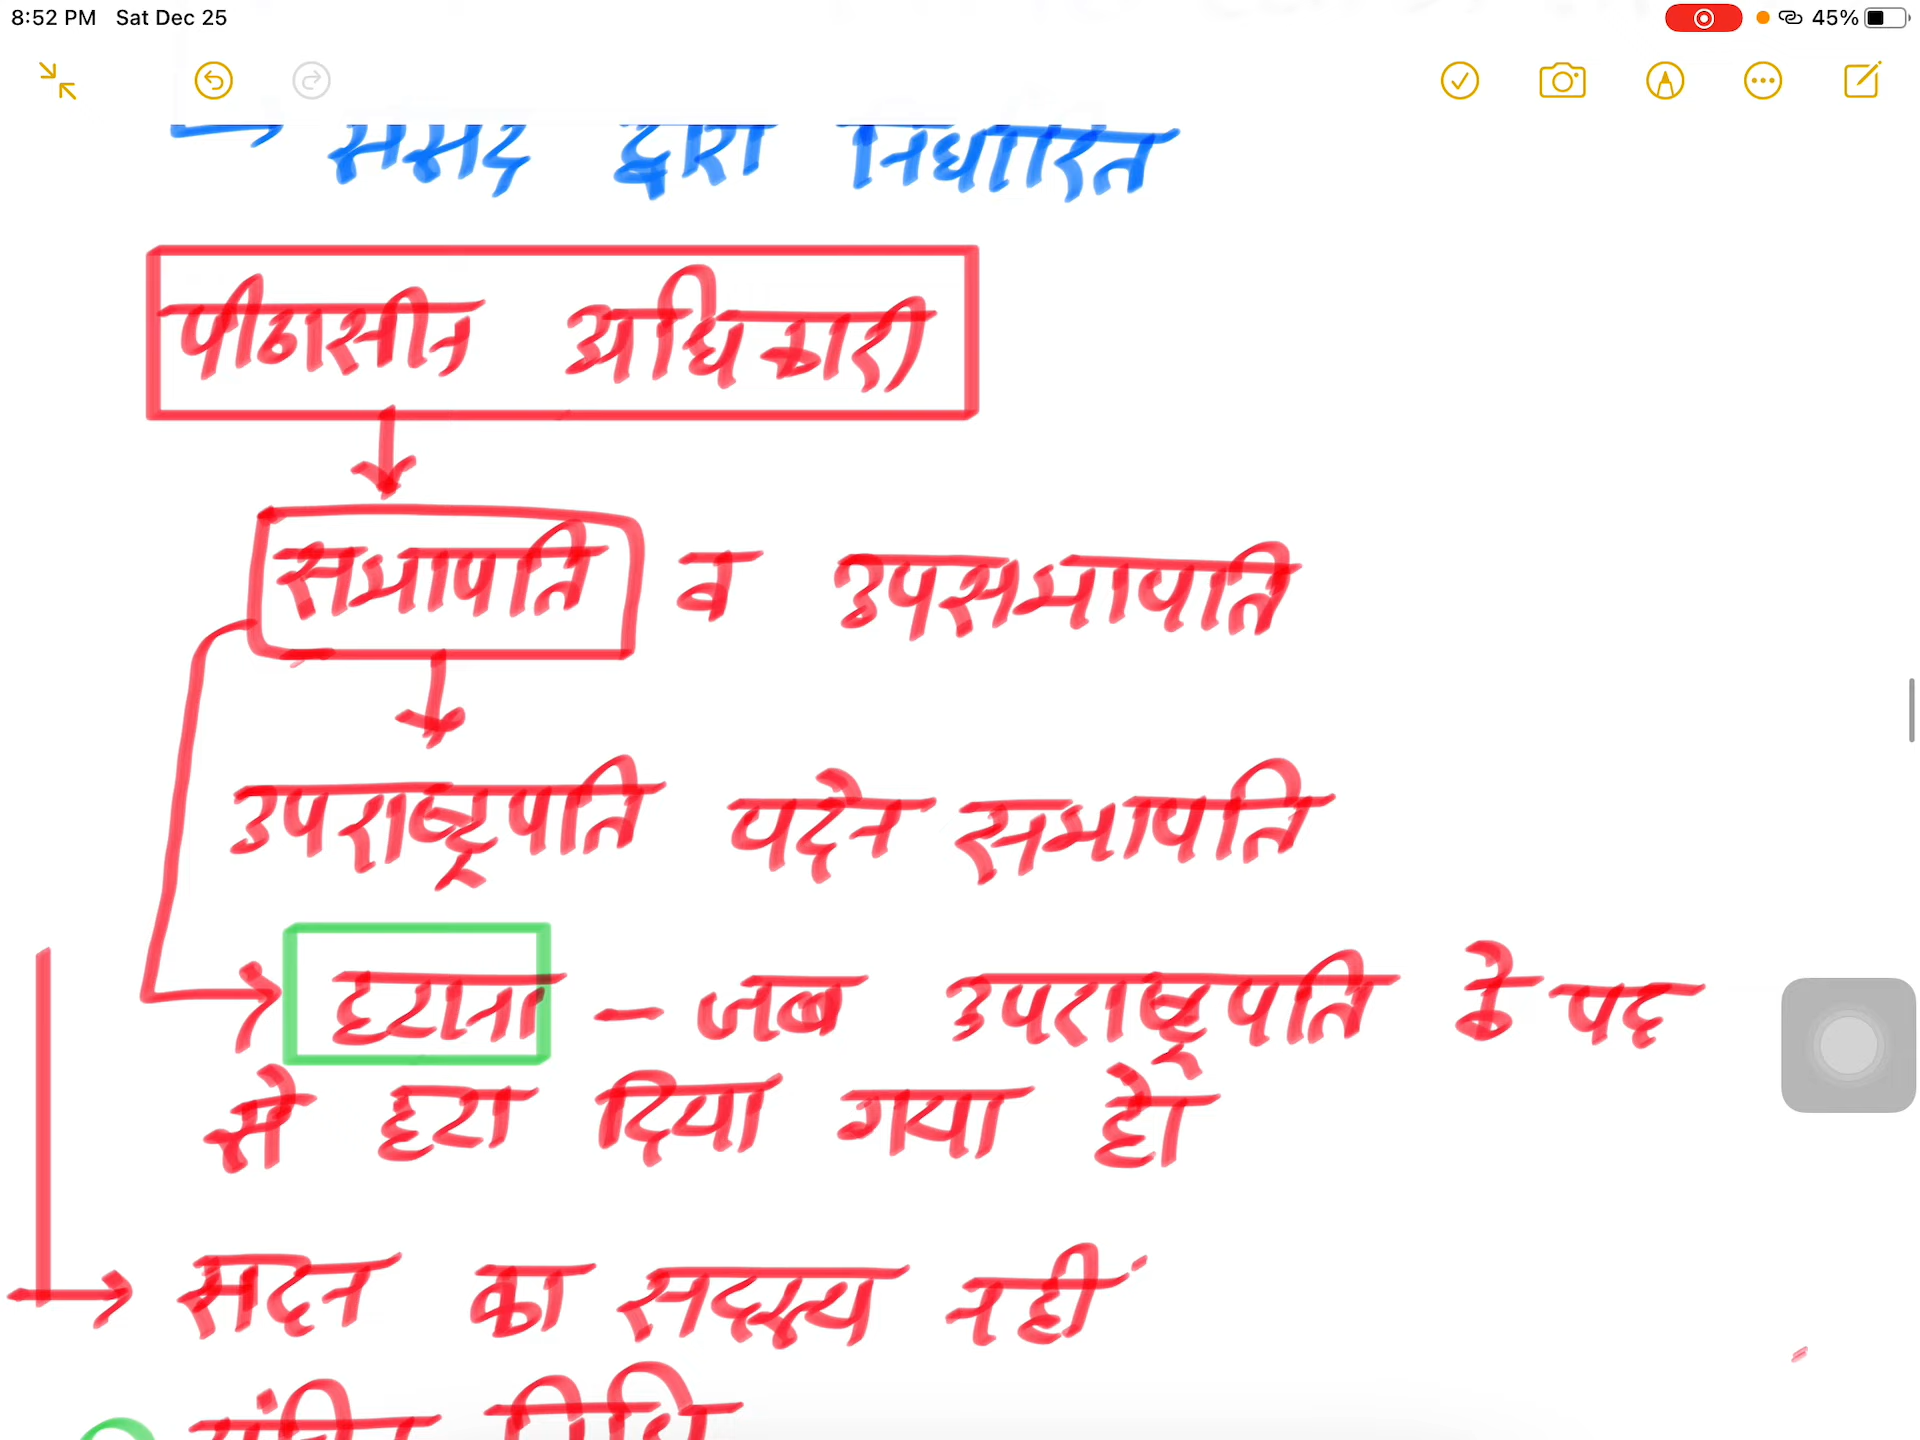 8:52 PM Sat Dec 25 45%
संसद द्वारा निर्धारित
पीठासीन अधिकारी
सभापति व उपसभापति
उपराष्ट्रपति पदेन सभापति
हटाना – जब उपराष्ट्रपति के पद
से हटा दिया गया हो
सदन का सदस्य नहीं
संचित निधि